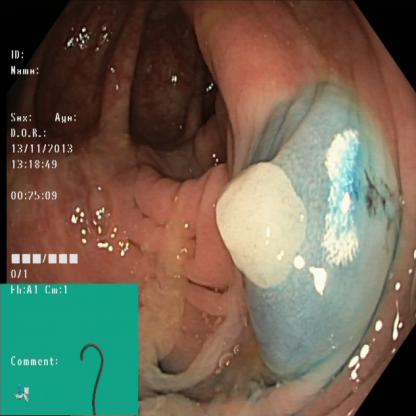 ID:
Name:
Sex: Age:
D.O.B.:
13/11/2013
13:18:49
00:25:09
■■■/■■■
0/1
Eh:A1 Cm:1
Comment: